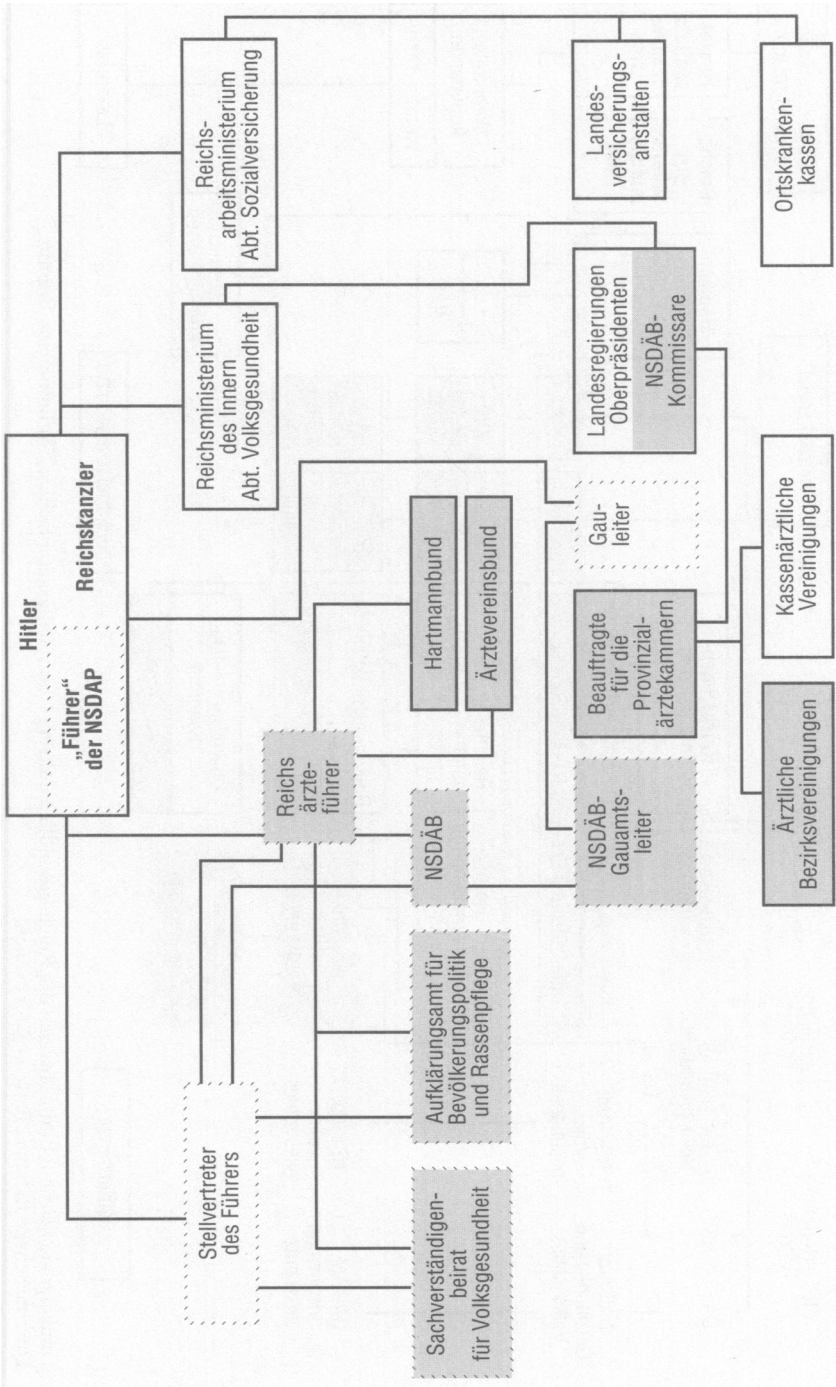 Hitler
„Führer“
der NSDAP
Reichskanzler
Stellvertreter
des Führers
Reichsministerium
des Innern
Abt. Volksgesundheit
Reichs-
arbeitsministerium
Abt. Sozialversicherung
Reichs
ärzte-
führer
Sachverständigen-
beirat
für Volksgesundheit
Aufklärungsamt für
Bevölkerungspolitik
und Rassenpflege
NSDÄB
Hartmannbund
Ärztevereinsbund
NSDÄB-
Gauamts-
leiter
Beauftragte
für die
Provinzial-
ärztekammern
Gau-
leiter
Landesregierungen
Oberpräsidenten
NSDÄB-
Kommissare
Landes-
versicherungs-
anstalten
Ärztliche
Bezirksvereinigungen
Kassenärztliche
Vereinigungen
Ortskranken-
kassen